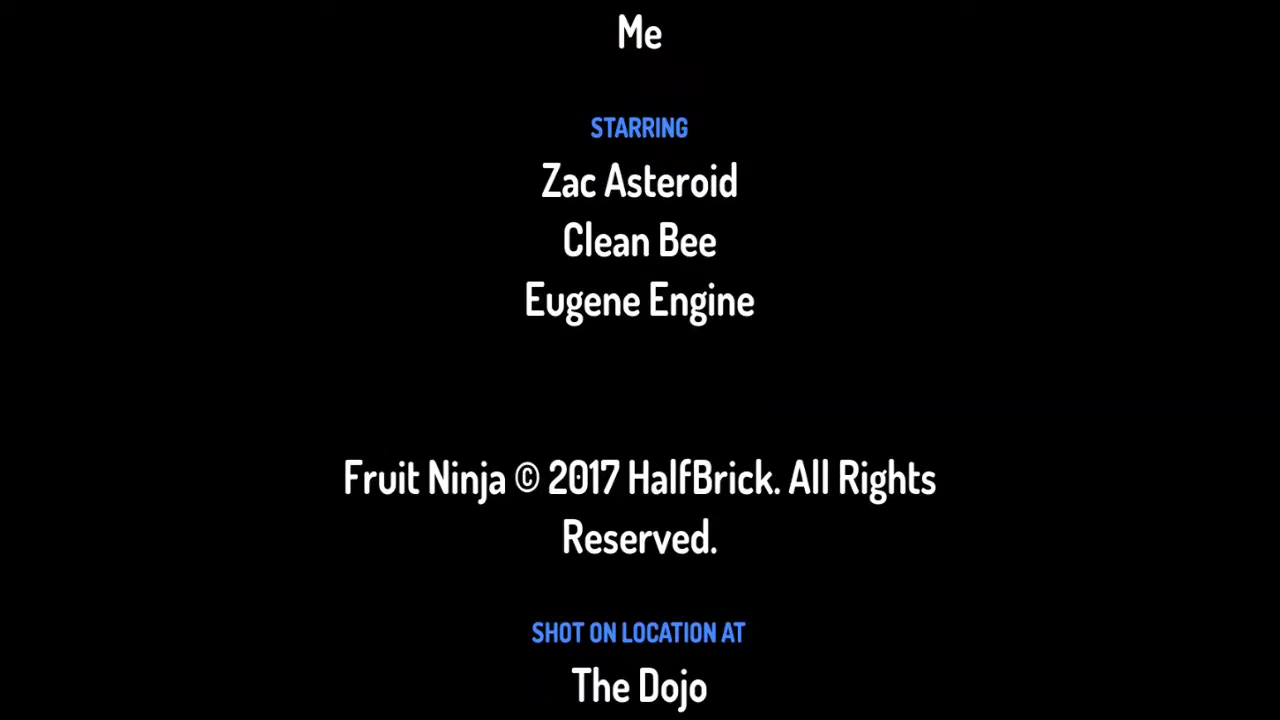 Me
STARRING
Zac Asteroid
Clean Bee
Eugene Engine
Fruit Ninja © 2017 HalfBrick. All Rights
Reserved.
SHOT ON LOCATION AT
The Dojo